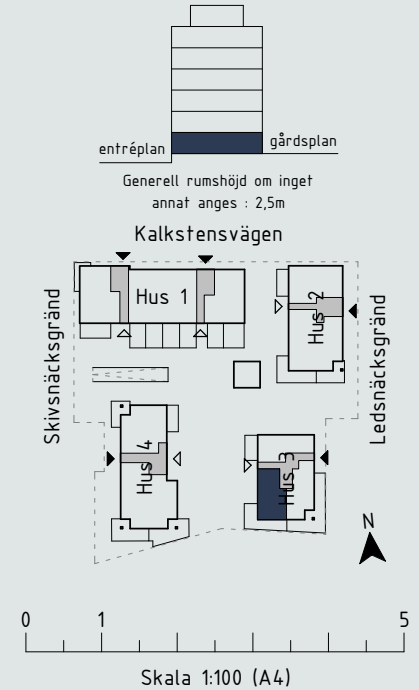 entréplan
gårdsplan
Generell rumshöjd om inget
annat anges : 2,5m
Kalkstensvägen
Skivsnäcksgränd
Hus 1
Hus 2
Ledsnäcksgränd
Hus 4
Hus 3
N
0 1 5
Skala 1:100 (A4)